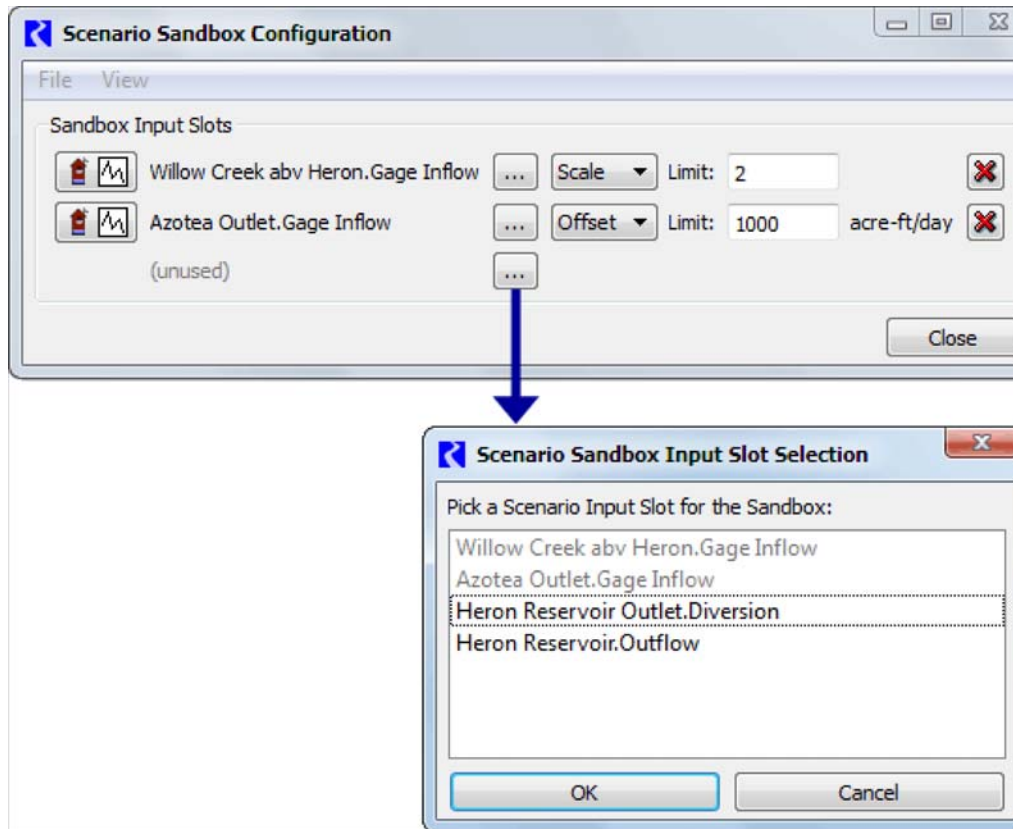 Scenario Sandbox Configuration
File View
Sandbox Input Slots
Willow Creek abv Heron.Gage Inflow ... Scale Limit: 2
Azotea Outlet.Gage Inflow ... Offset Limit: 1000 acre-ft/day
(unused) ...
Close
Scenario Sandbox Input Slot Selection
Pick a Scenario Input Slot for the Sandbox:
Willow Creek abv Heron.Gage Inflow
Azotea Outlet.Gage Inflow
Heron Reservoir Outlet.Diversion
Heron Reservoir.Outflow
OK Cancel